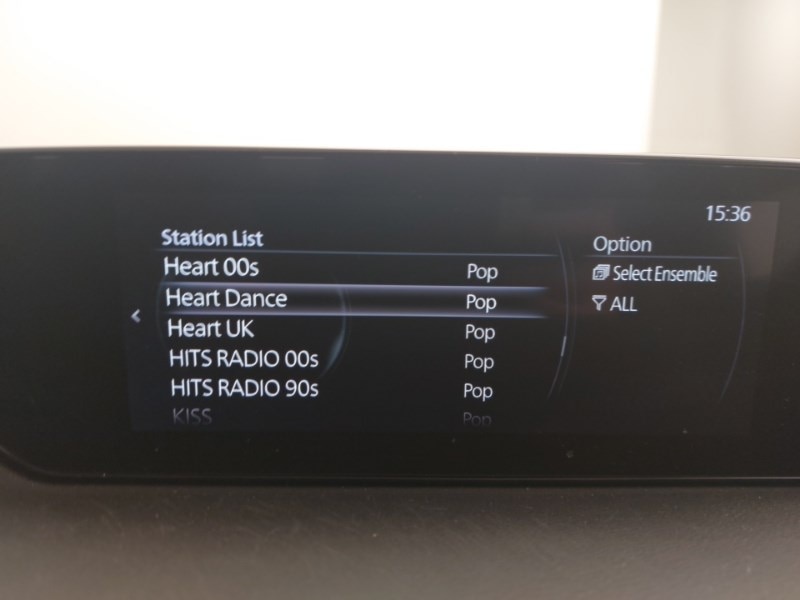 15:36
Station List
Option
Heart 00s Pop
Select Ensemble
Heart Dance Pop
ALL
Heart UK Pop
HITS RADIO 00s Pop
HITS RADIO 90s Pop
KISS Pop